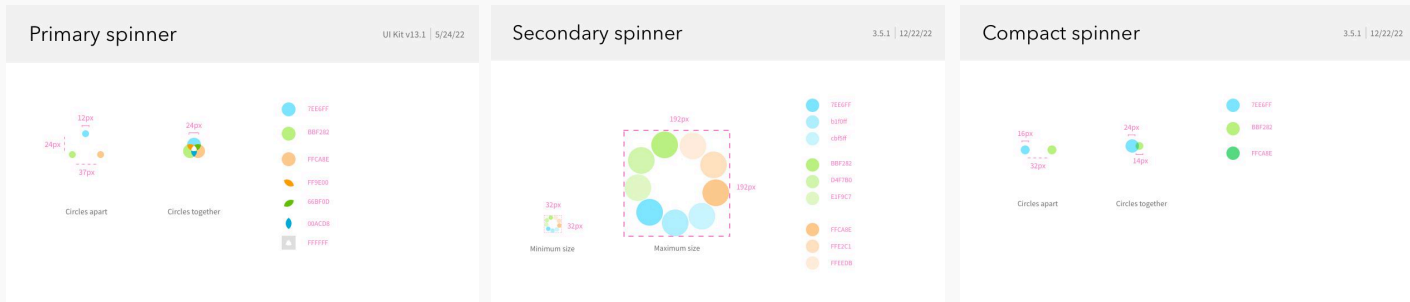 Primary spinner
UI Kit v13.1 | 5/24/22
12px
24px
37px
Circles apart
24px
Circles together
7EE6FF
BBF282
FFCA8E
FF9E00
66BF0D
00ACD8
FFFFFF
Secondary spinner
3.5.1 | 12/22/22
32px
32px
Minimum size
192px
192px
Maximum size
7EE6FF
b2f0ff
cbf5ff
BBF282
D4F7B0
E1F9C7
FFCA8E
FFE2C1
FFEEDB
Compact spinner
3.5.1 | 12/22/22
16px
32px
Circles apart
24px
14px
Circles together
7EE6FF
BBF282
FFCA8E